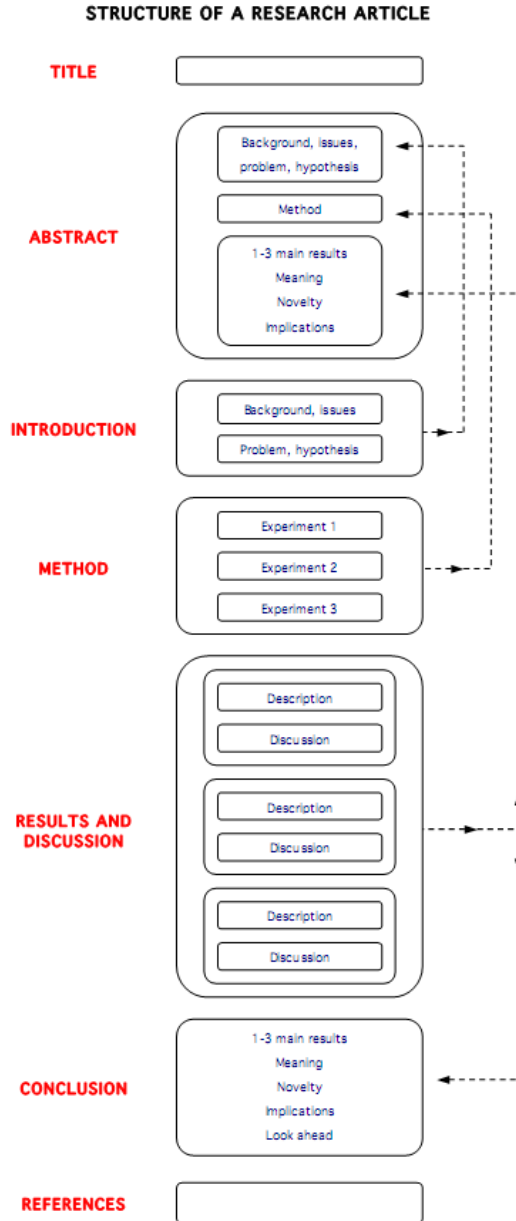 STRUCTURE OF A RESEARCH ARTICLE
TITLE
ABSTRACT
Background, issues,
problem, hypothesis
Method
1-3 main results
Meaning
Novelty
Implications
INTRODUCTION
Background, issues
Problem, hypothesis
METHOD
Experiment 1
Experiment 2
Experiment 3
RESULTS AND
DISCUSSION
Description
Discussion
Description
Discussion
Description
Discussion
CONCLUSION
1-3 main results
Meaning
Novelty
Implications
Look ahead
REFERENCES